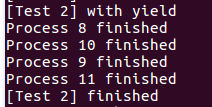 [Test 2] with yield
Process 8 finished
Process 10 finished
Process 9 finished
Process 11 finished
[Test 2] finished